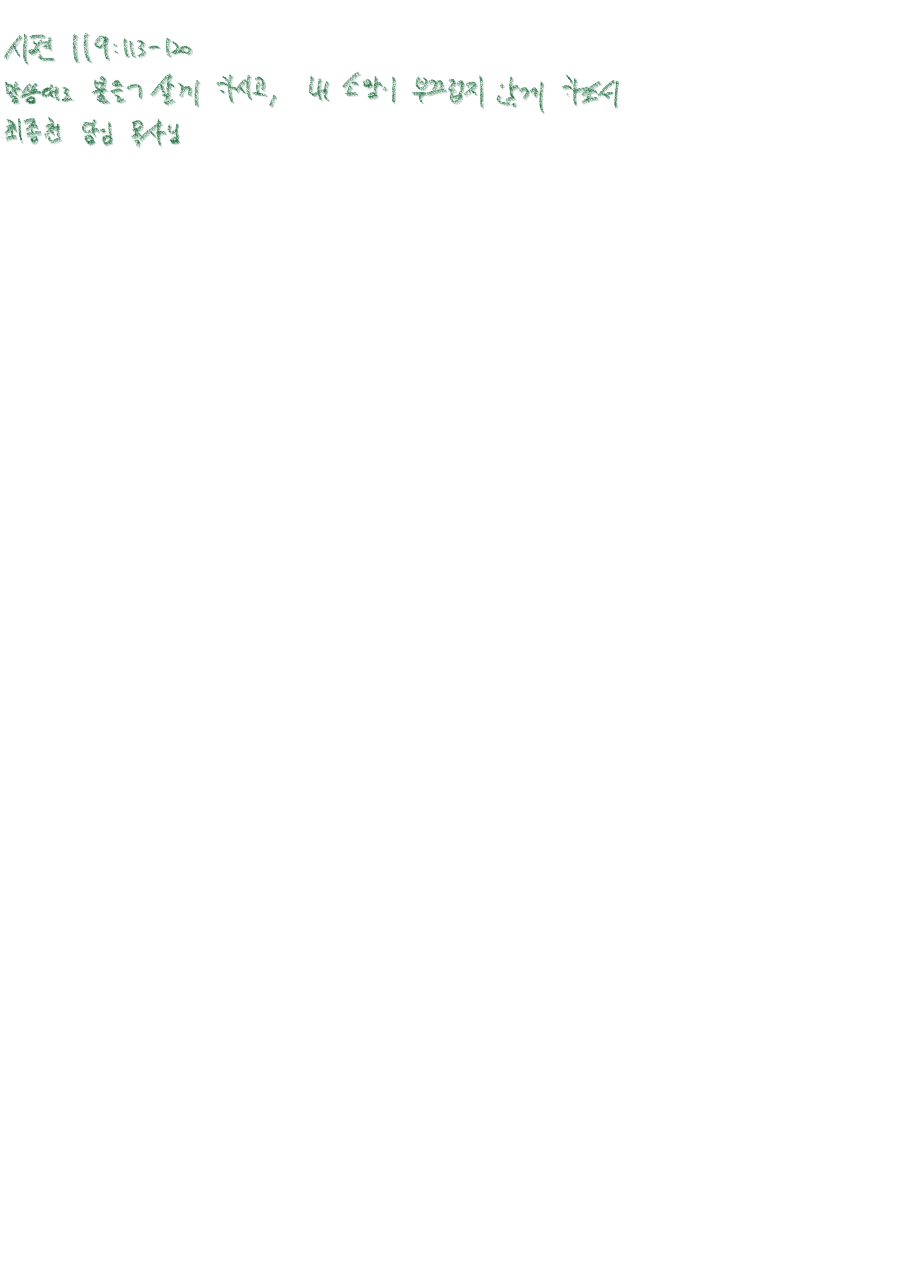 시편 119:113-120
말씀대로 붙들고 살게 하시고, 내 소망이 부끄럽지 않게 하소서
최종천 담임 목사님